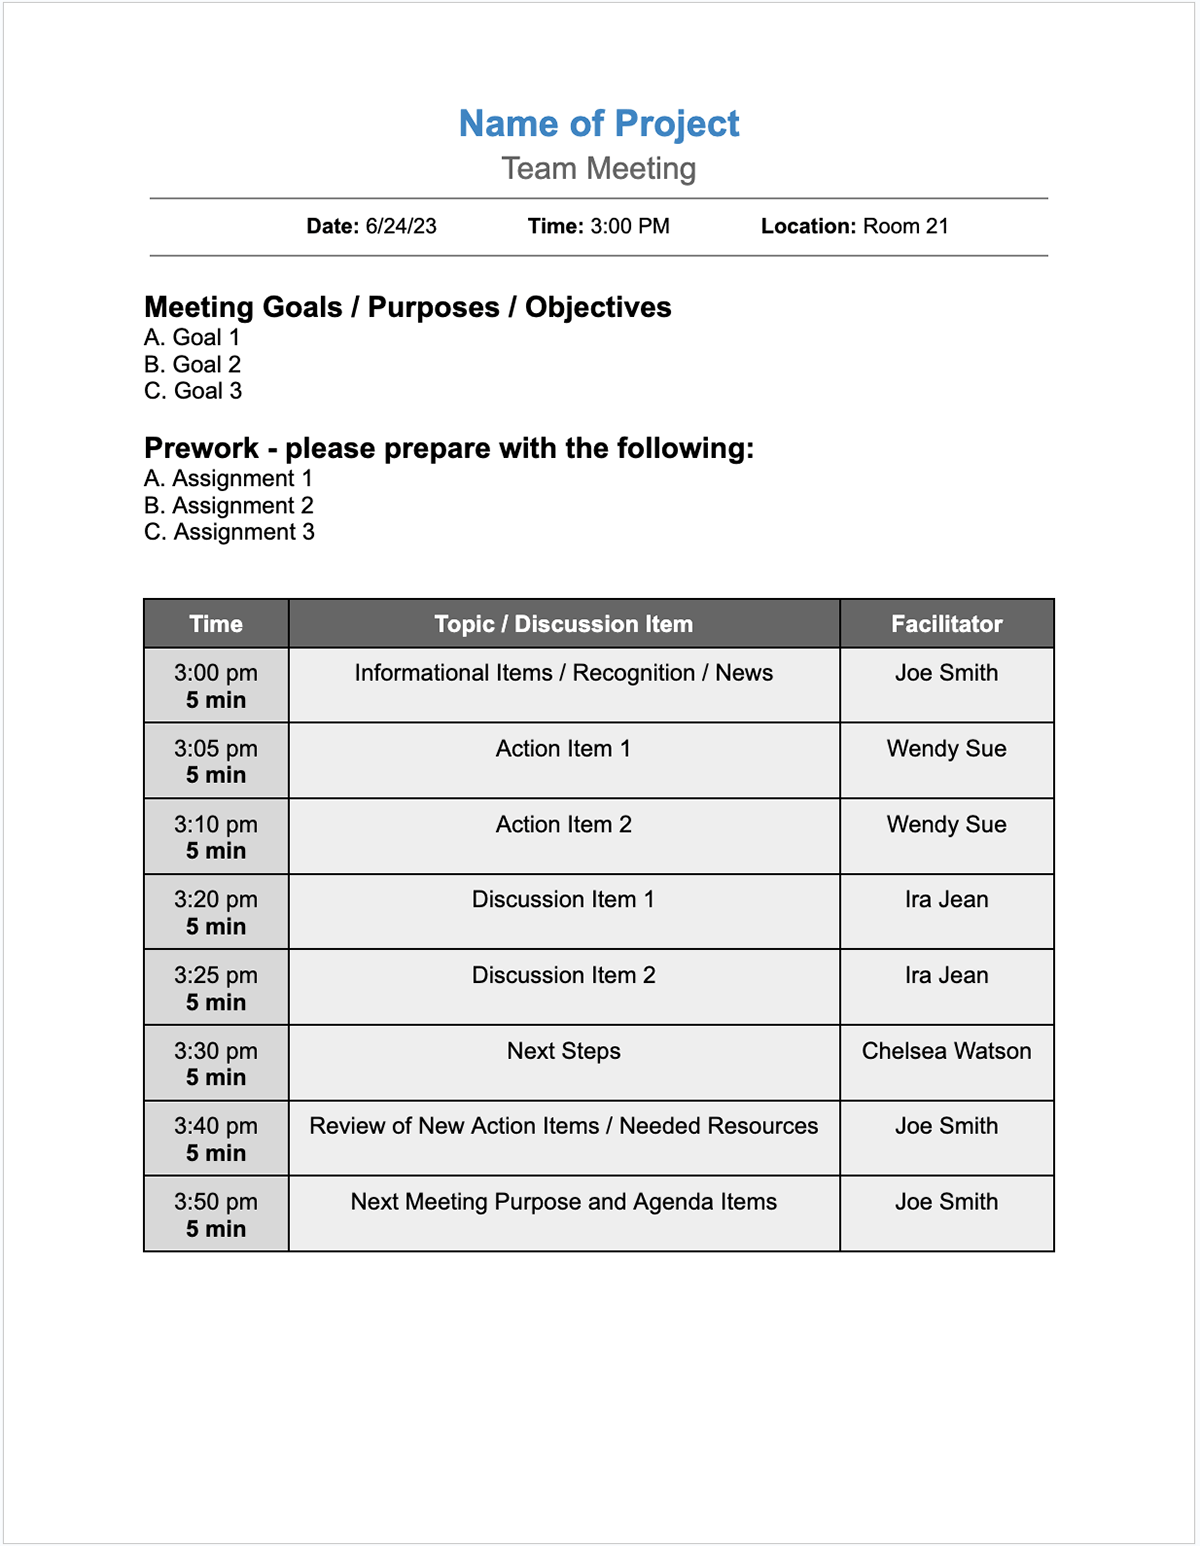 Name of Project
Team Meeting
Date: 6/24/23 Time: 3:00 PM Location: Room 21
Meeting Goals / Purposes / Objectives
A. Goal 1
B. Goal 2
C. Goal 3
Prework - please prepare with the following:
A. Assignment 1
B. Assignment 2
C. Assignment 3
Time Topic / Discussion Item Facilitator
3:00 pm Informational Items / Recognition / News Joe Smith
5 min
3:05 pm Action Item 1 Wendy Sue
5 min
3:10 pm Action Item 2 Wendy Sue
5 min
3:20 pm Discussion Item 1 Ira Jean
5 min
3:25 pm Discussion Item 2 Ira Jean
5 min
3:30 pm Next Steps Chelsea Watson
5 min
3:40 pm Review of New Action Items / Needed Resources Joe Smith
5 min
3:50 pm Next Meeting Purpose and Agenda Items Joe Smith
5 min